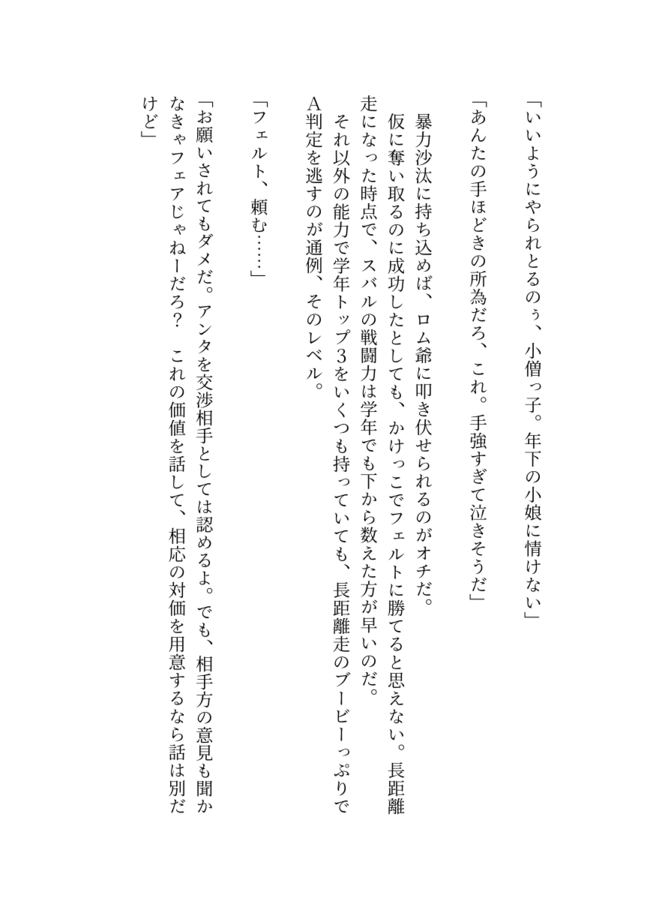 「いいようにやられとるのぅ、小僧っ子。年下の小娘に情けない」
「あんたの手ほどきの所為だろ、これ。手強すぎて泣きそうだ」
暴力沙汰に持ち込めば、ロム爺に叩き伏せられるのがオチだ。
仮に奪い取るのに成功したとしても、かけっこでフェルトに勝てると思えない。長距離
走になった時点で、スバルの戦闘力は学年でも下から数えた方が早いのだ。
それ以外の能力で学年トップ３をいくつも持っていても、長距離走のブービーっぷりで
Ａ判定を逃すのが通例、そのレベル。
「フェルト、頼む……」
「お願いされてもダメだ。アンタを交渉相手としては認めるよ。でも、相手方の意見も聞か
なきゃフェアじゃねーだろ？　これの価値を話して、相応の対価を用意するなら話は別だ
けど」